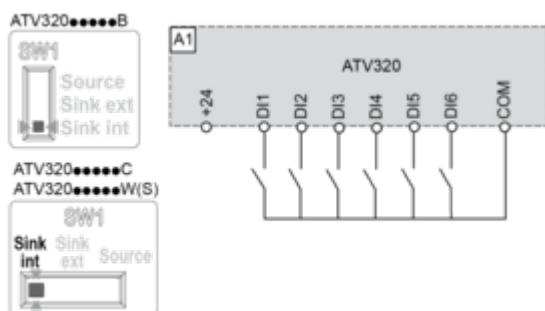 ATV320●●●●●B
SW1
Source
Sink ext
Sink int
ATV320●●●●●C
ATV320●●●●●W(S)
SW1
Sink int
Sink ext
Source
A1
ATV320
+24
DI1
DI2
DI3
DI4
DI5
DI6
COM